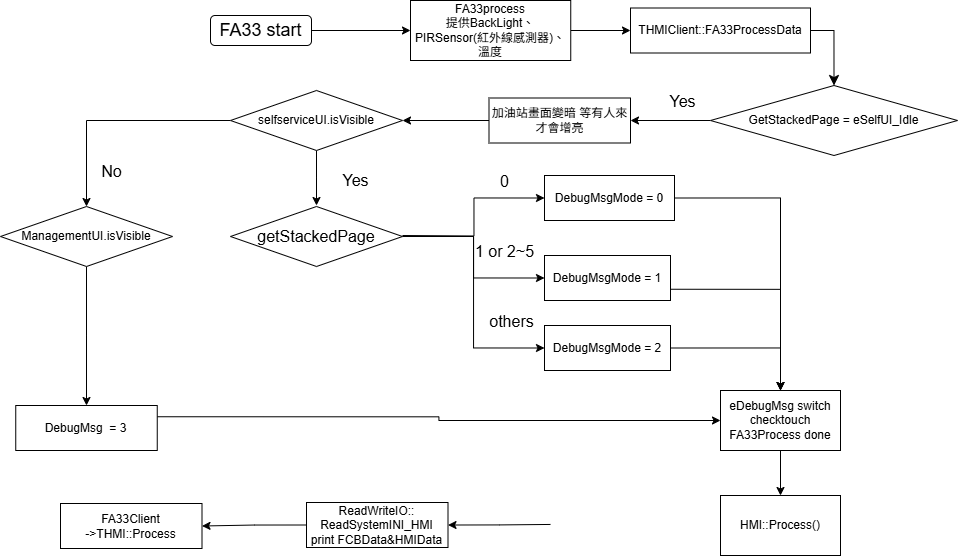 FA33 start
FA33process
提供BackLight、
PIRSensor(紅外線感測器)、
溫度
THMIClient::FA33ProcessData
GetStackedPage = eSelfUI_Idle
Yes
加油站畫面變暗 等有人來
才會增亮
selfserviceUI.isVisible
No
Yes
ManagementUI.isVisible
getStackedPage
0
DebugMsgMode = 0
1 or 2~5
DebugMsgMode = 1
others
DebugMsgMode = 2
DebugMsg = 3
eDebugMsg switch
checktouch
FA33Process done
HMI::Process()
ReadWriteIO::
ReadSystemINI_HMI
print FCBData&HMIData
FA33Client
->THMI::Process